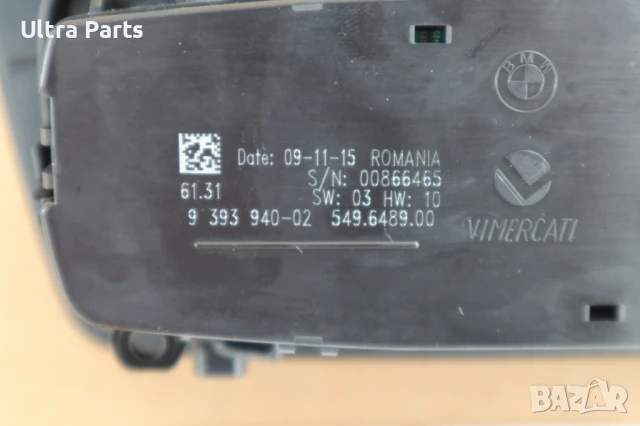 Ultra Parts
BMW
Date: 09-11-15 ROMANIA
S/N: 00866465
61.31 SW: 03 HW: 10
9 393 940-02 549.6489.00
VIMERCATI
BAZAR